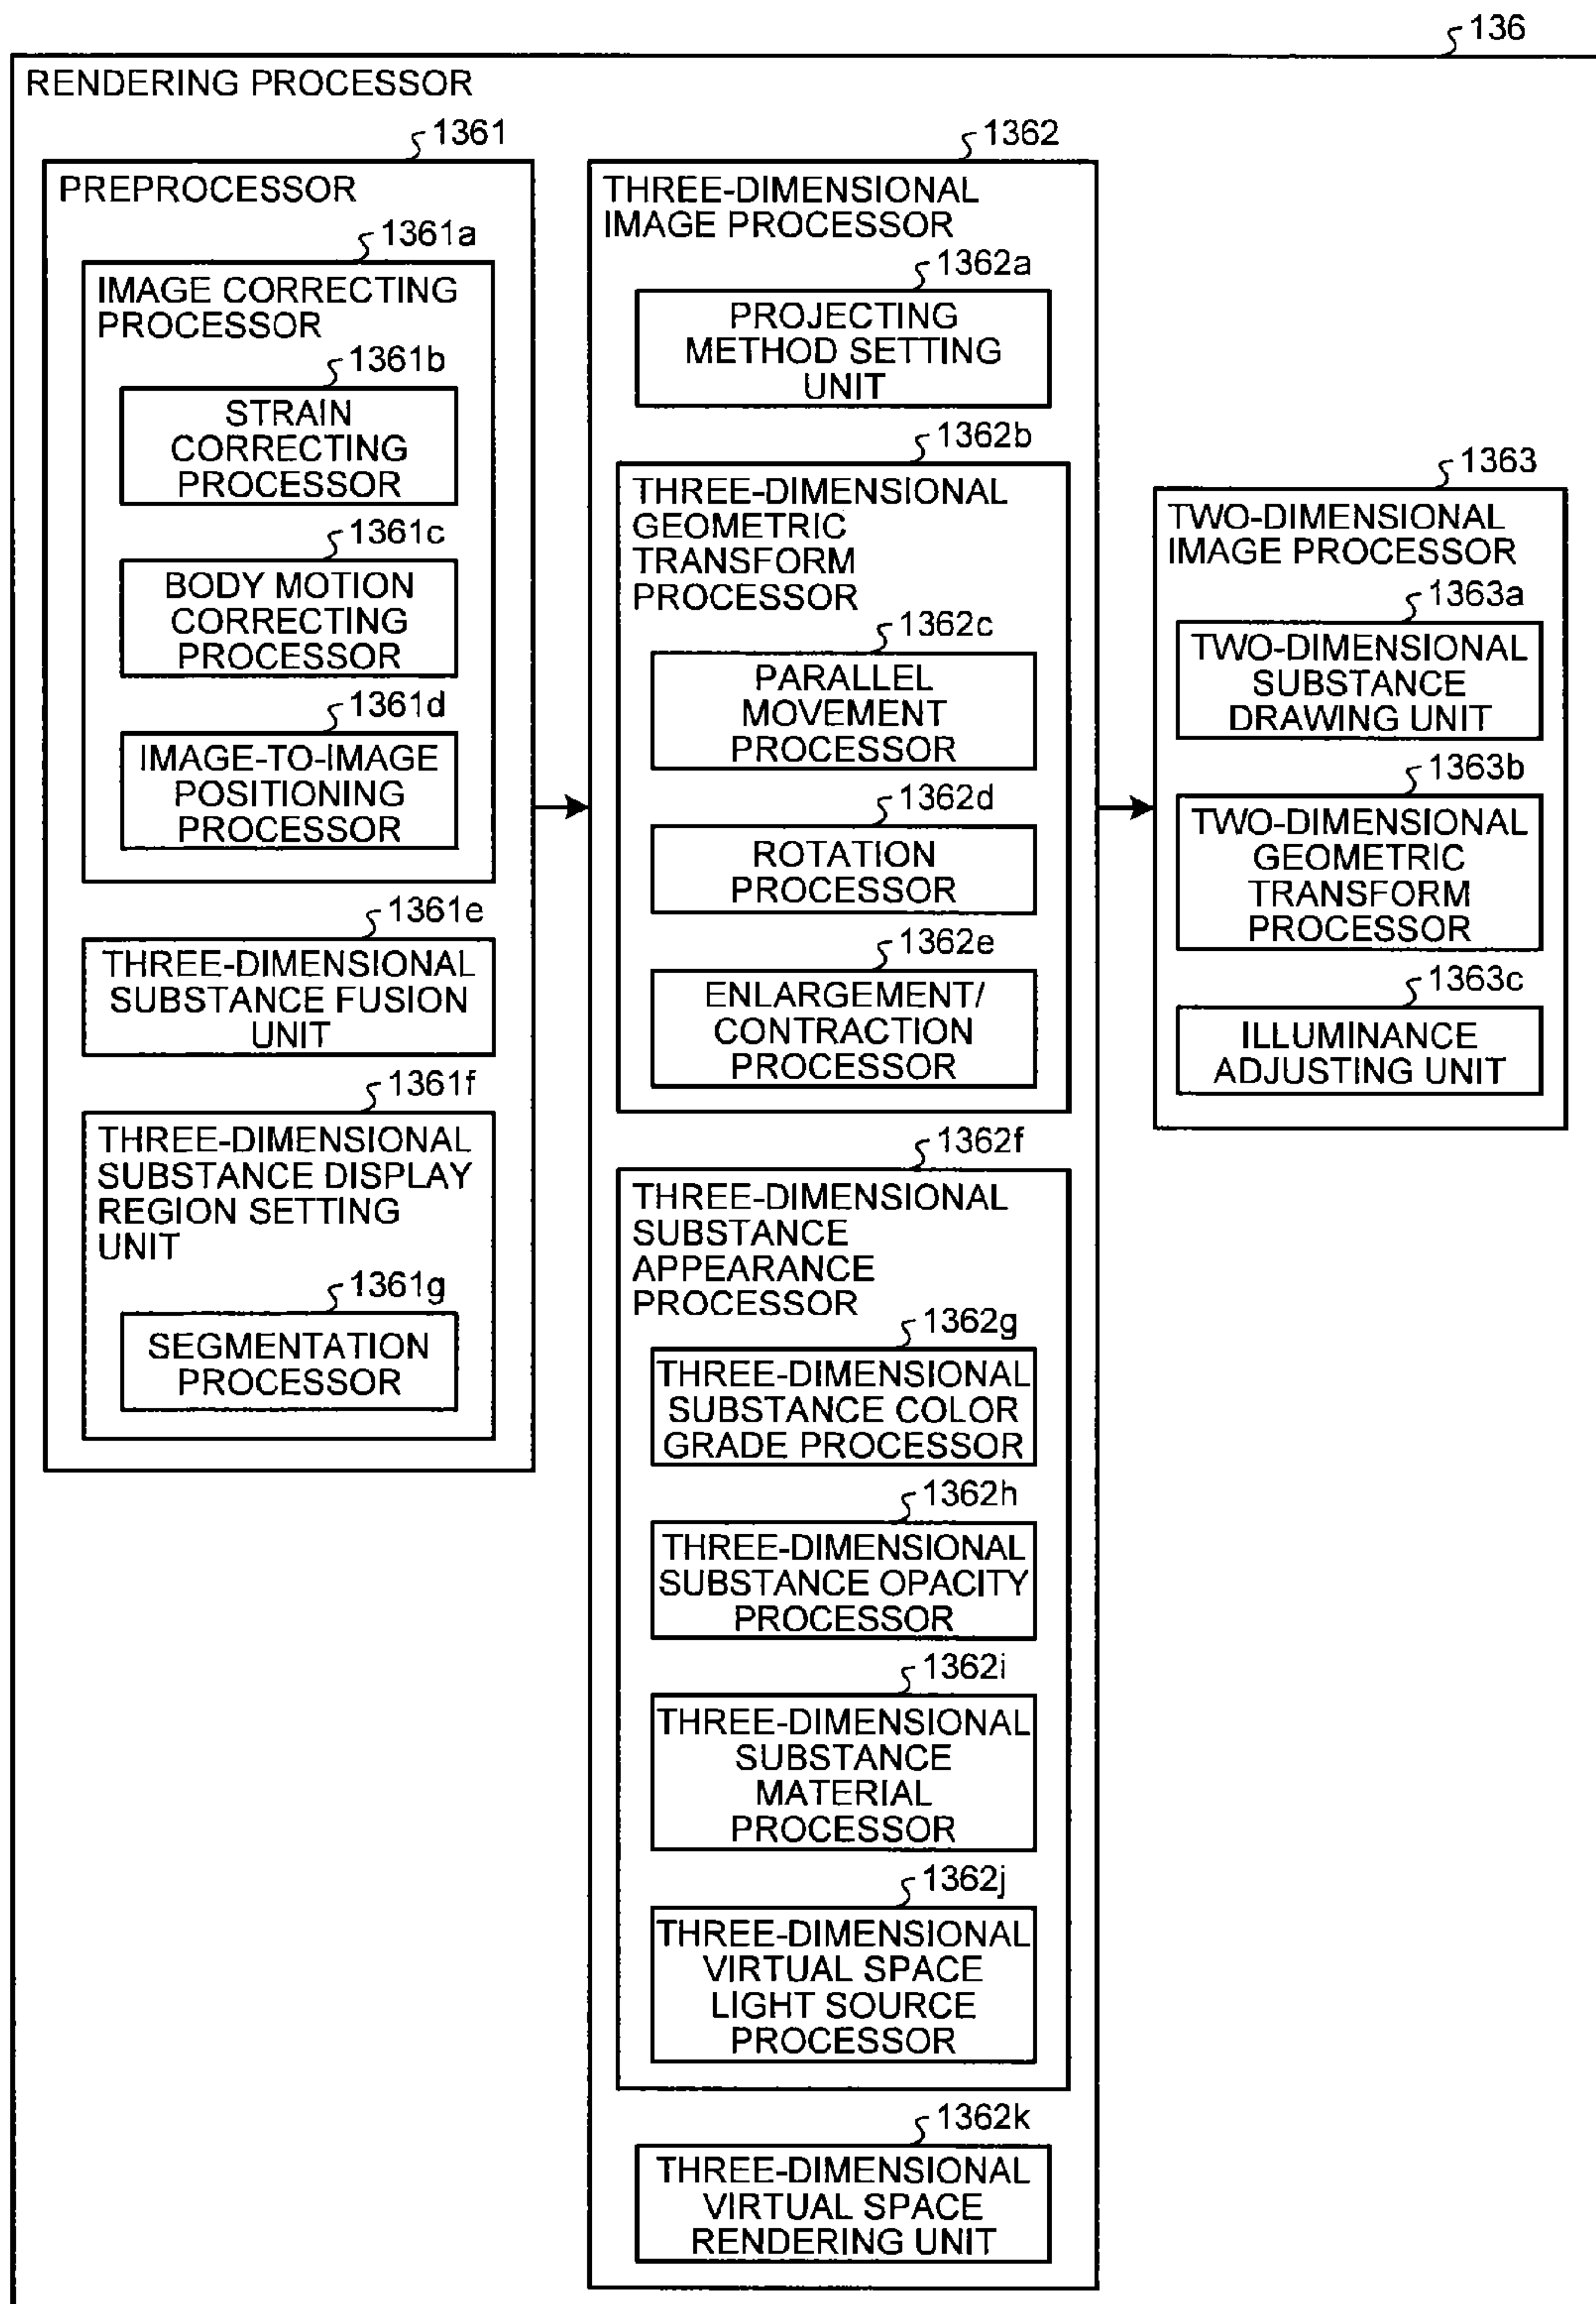 136
RENDERING PROCESSOR
1361
PREPROCESSOR
1361a
IMAGE CORRECTING
PROCESSOR
1361b
STRAIN
CORRECTING
PROCESSOR
1361c
BODY MOTION
CORRECTING
PROCESSOR
1361d
IMAGE-TO-IMAGE
POSITIONING
PROCESSOR
1361e
THREE-DIMENSIONAL
SUBSTANCE FUSION
UNIT
1361f
THREE-DIMENSIONAL
SUBSTANCE DISPLAY
REGION SETTING
UNIT
1361g
SEGMENTATION
PROCESSOR
1362
THREE-DIMENSIONAL
IMAGE PROCESSOR
1362a
PROJECTING
METHOD SETTING
UNIT
1362b
THREE-DIMENSIONAL
GEOMETRIC
TRANSFORM
PROCESSOR
1362c
PARALLEL
MOVEMENT
PROCESSOR
1362d
ROTATION
PROCESSOR
1362e
ENLARGEMENT/
CONTRACTION
PROCESSOR
1362f
THREE-DIMENSIONAL
SUBSTANCE
APPEARANCE
PROCESSOR
1362g
THREE-DIMENSIONAL
SUBSTANCE COLOR
GRADE PROCESSOR
1362h
THREE-DIMENSIONAL
SUBSTANCE OPACITY
PROCESSOR
1362i
THREE-DIMENSIONAL
SUBSTANCE
MATERIAL
PROCESSOR
1362j
THREE-DIMENSIONAL
VIRTUAL SPACE
LIGHT SOURCE
PROCESSOR
1362k
THREE-DIMENSIONAL
VIRTUAL SPACE
RENDERING UNIT
1363
TWO-DIMENSIONAL
IMAGE PROCESSOR
1363a
TWO-DIMENSIONAL
SUBSTANCE
DRAWING UNIT
1363b
TWO-DIMENSIONAL
GEOMETRIC
TRANSFORM
PROCESSOR
1363c
ILLUMINANCE
ADJUSTING UNIT